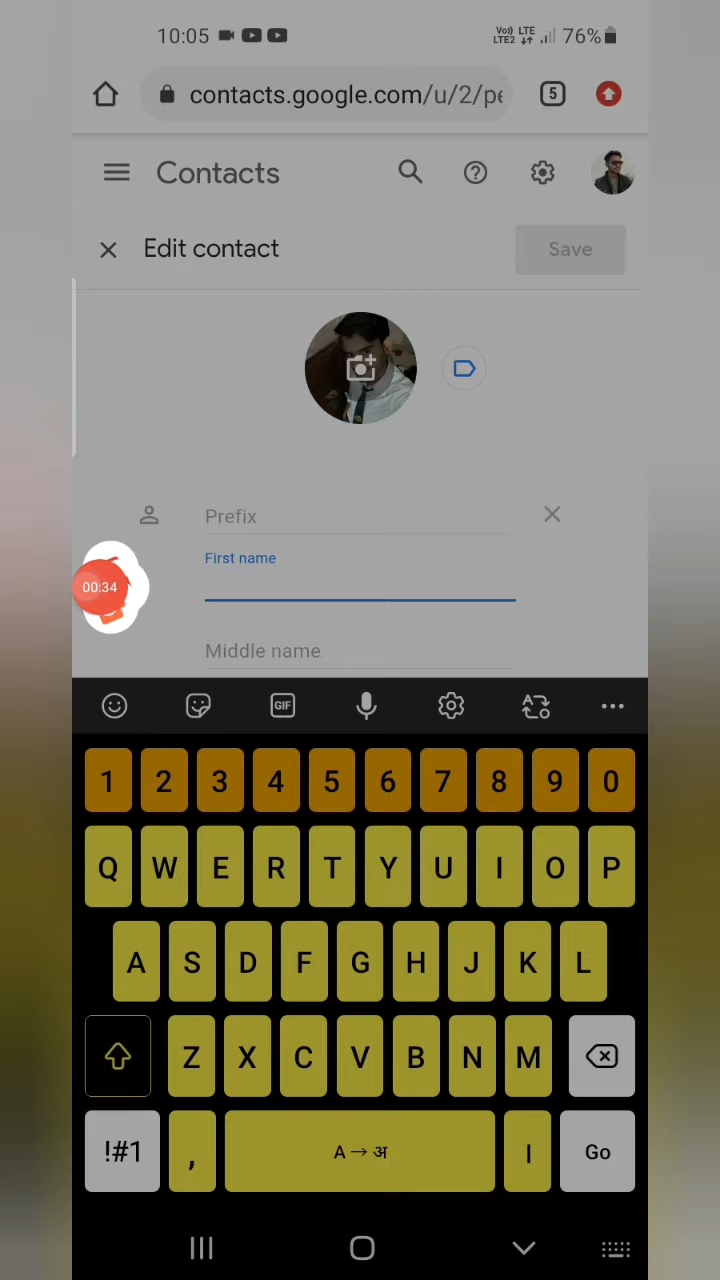 10:05 Vo)) LTE 76%
LTE2
contacts.google.com/u/2/pe 5
Contacts
Edit contact Save
Prefix
First name
00:34
Middle name
GIF
1 2 3 4 5 6 7 8 9 0
Q W E R T Y U I O P
A S D F G H J K L
Z X C V B N M
!#1 , A → अ | Go